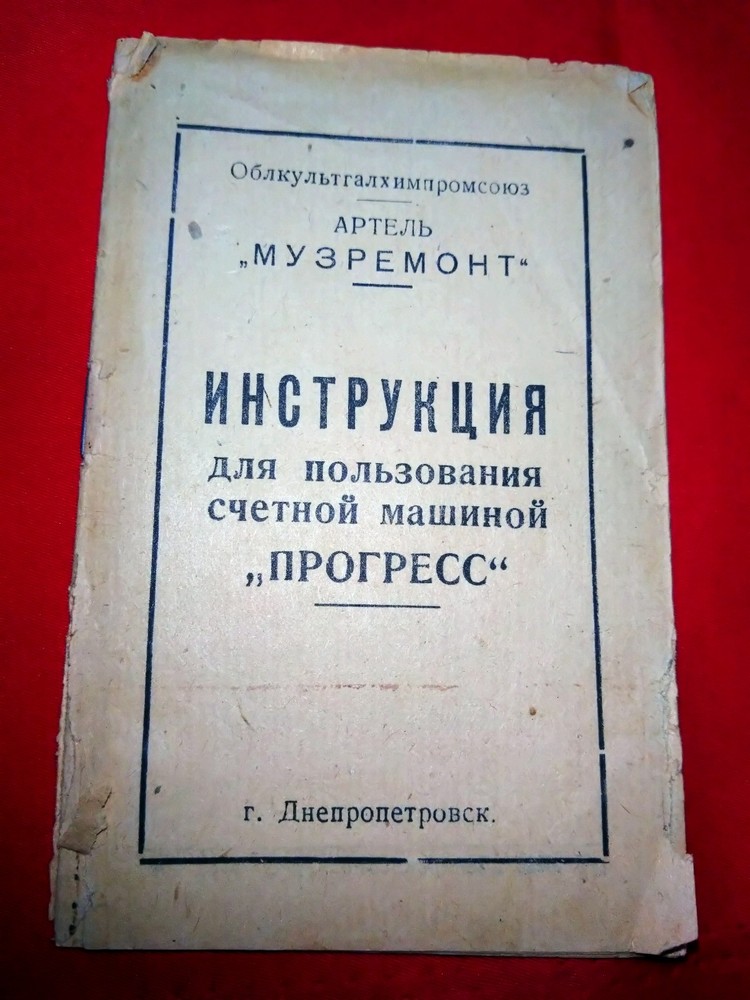 Облкультгалхимпромсоюз
АРТЕЛЬ
„МУЗРЕМОНТ“
ИНСТРУКЦИЯ
для пользования
счетной машиной
„ПРОГРЕСС“
г. Днепропетровск.